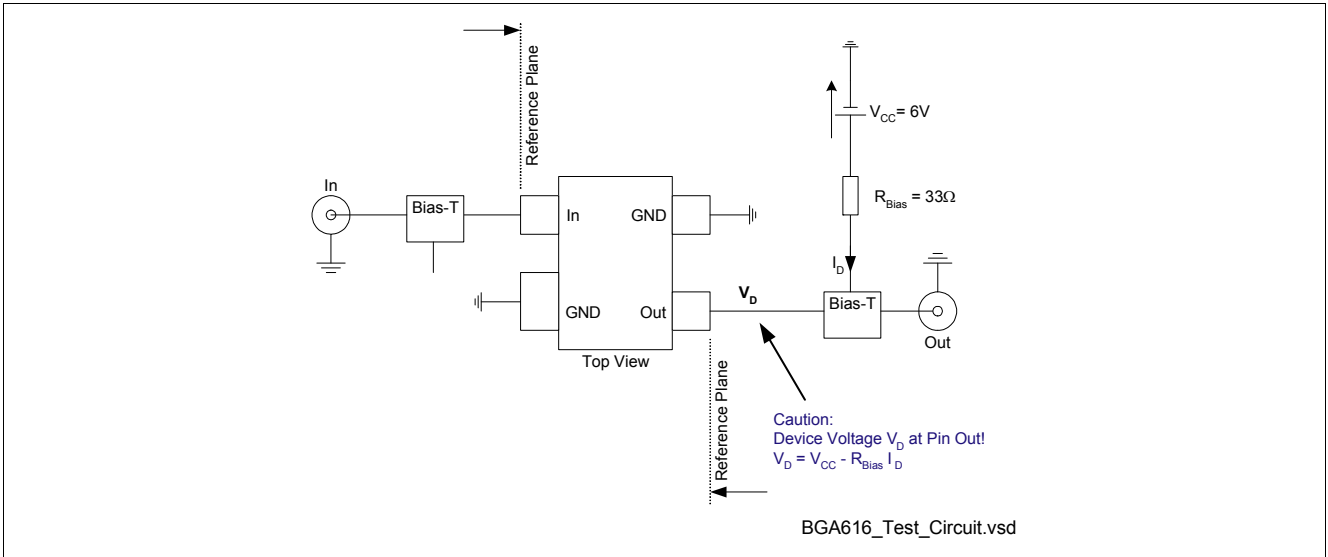 Reference Plane
V_CC = 6V
R_Bias = 33Ω
In
Bias-T
In
GND
I_D
GND
Out
V_D
Bias-T
Out
Top View
Reference Plane
Caution:
Device Voltage V_D at Pin Out!
V_D = V_CC - R_Bias I_D
BGA616_Test_Circuit.vsd